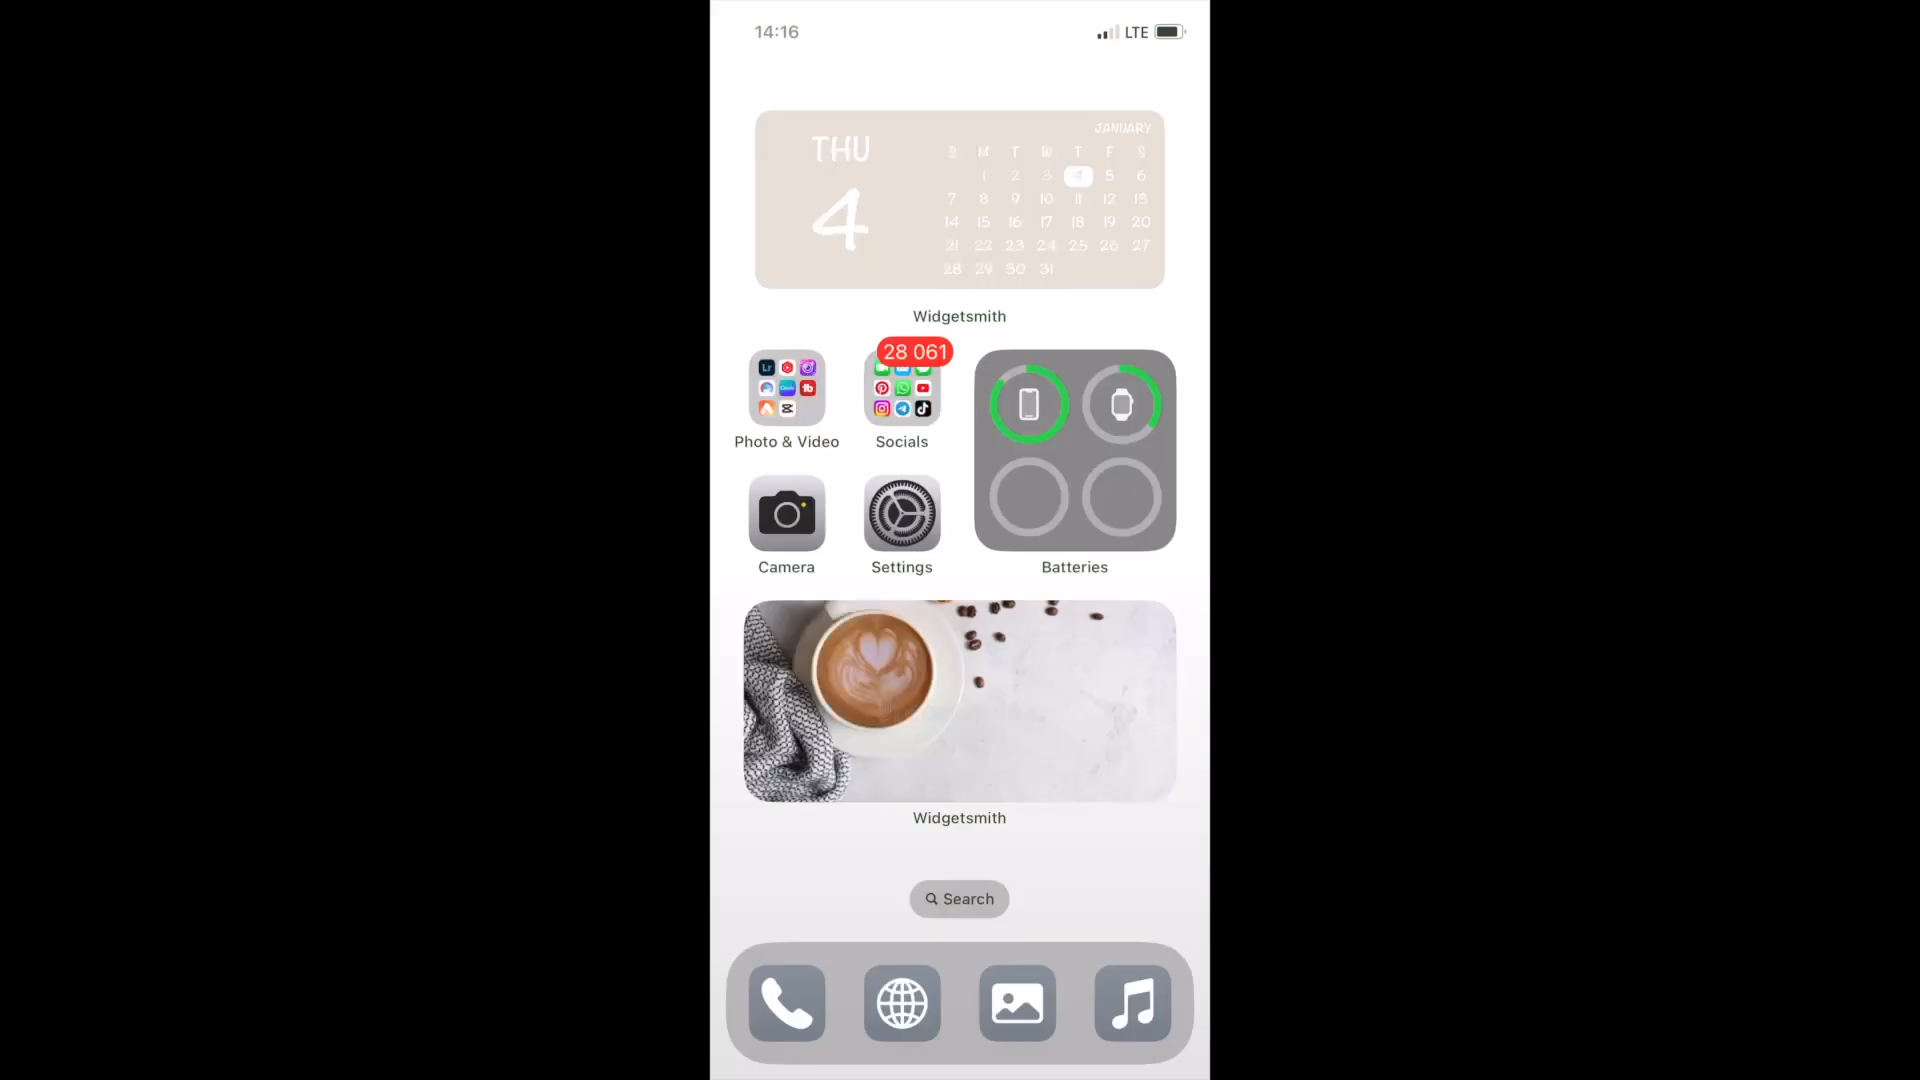 14:16 LTE
JANUARY
THU
4
S M T W T F S
1 2 3 4 5 6
7 8 9 10 11 12 13
14 15 16 17 18 19 20
21 22 23 24 25 26 27
28 29 30 31
Widgetsmith
28 061
Lr
Photo & Video
Socials
Camera
Settings
Batteries
Widgetsmith
Search